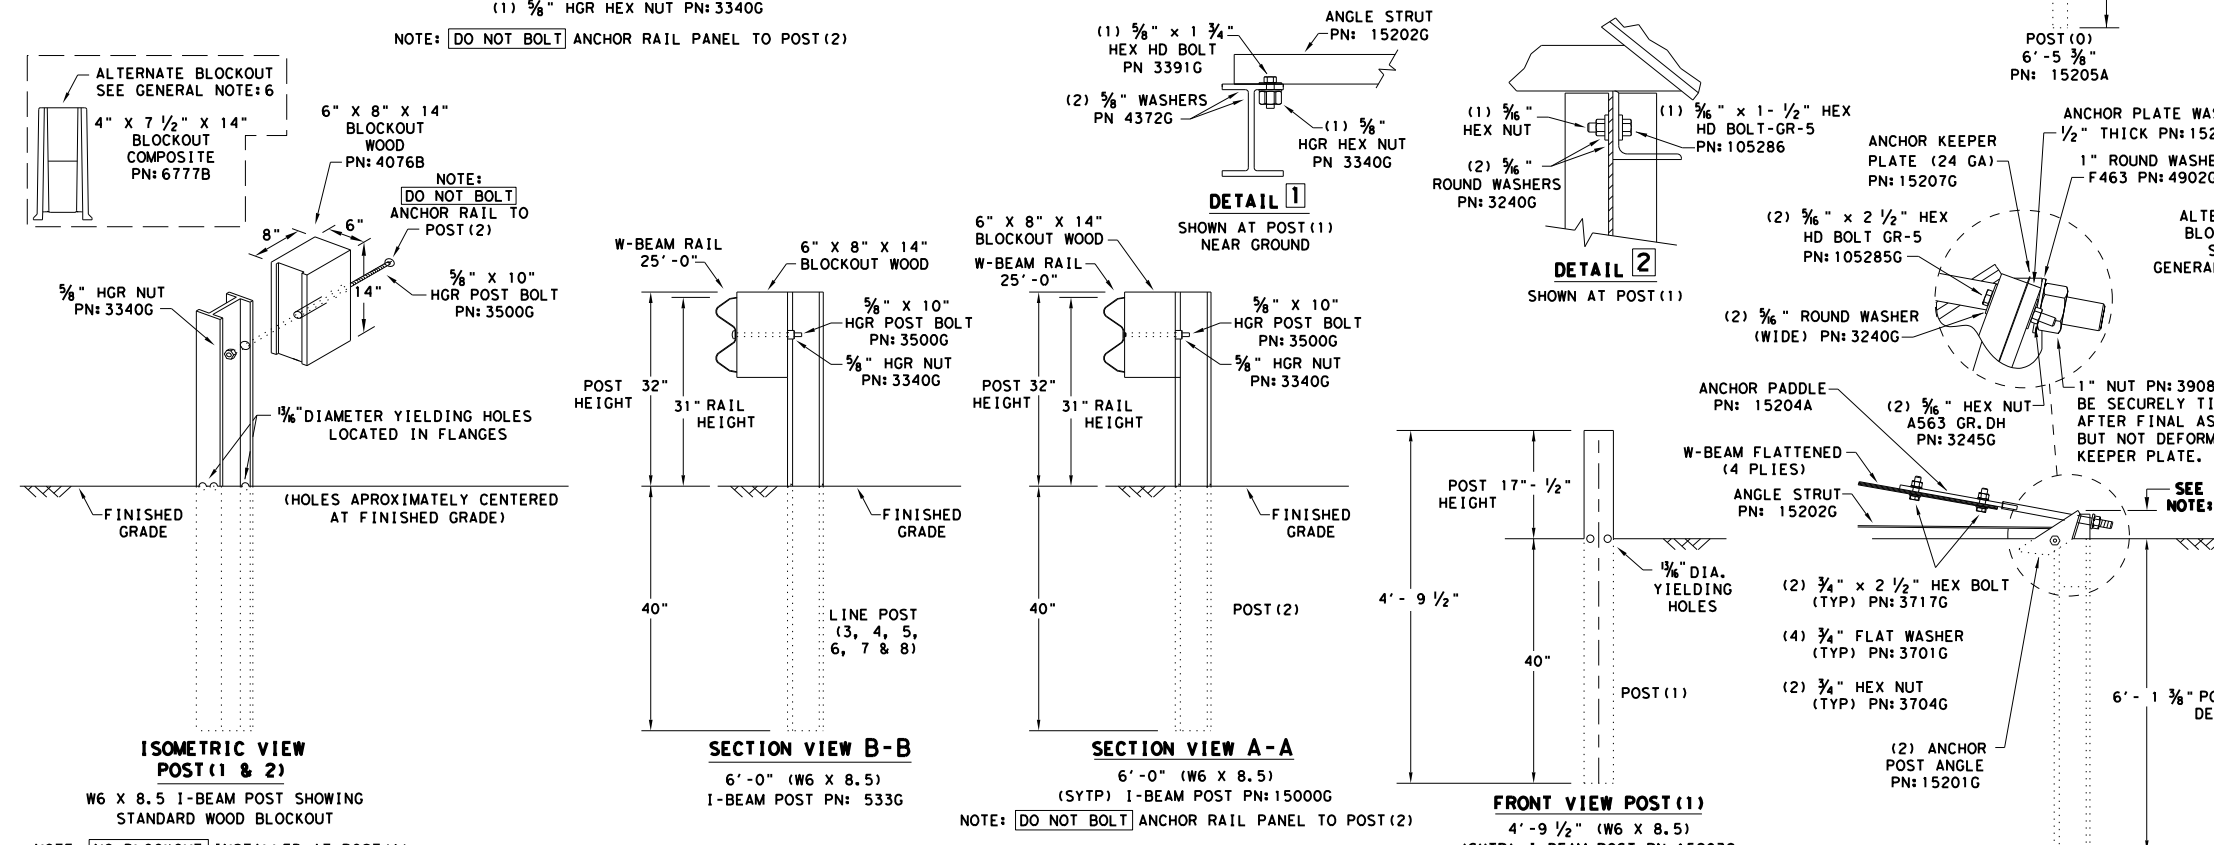 (1) 5/8" HGR HEX NUT PN:3340G
NOTE: DO NOT BOLT ANCHOR RAIL PANEL TO POST(2)
ALTERNATE BLOCKOUT
SEE GENERAL NOTE:6
4" X 7 1/2" X 14"
BLOCKOUT
COMPOSITE
PN:6777B
6" X 8" X 14"
BLOCKOUT
WOOD
PN:4076B
NOTE:
DO NOT BOLT
ANCHOR RAIL TO
POST(2)
8"
6"
14"
5/8" X 10"
HGR POST BOLT
PN:3500G
5/8" HGR NUT
PN:3340G
13/16" DIAMETER YIELDING HOLES
LOCATED IN FLANGES
(HOLES APROXIMATELY CENTERED
AT FINISHED GRADE)
FINISHED
GRADE
ISOMETRIC VIEW
POST(1 & 2)
W6 X 8.5 I-BEAM POST SHOWING
STANDARD WOOD BLOCKOUT
W-BEAM RAIL
25'-0"
6" X 8" X 14"
BLOCKOUT WOOD
5/8" X 10"
HGR POST BOLT
PN:3500G
5/8" HGR NUT
PN:3340G
POST 32"
HEIGHT
31" RAIL
HEIGHT
FINISHED
GRADE
40"
LINE POST
(3, 4, 5,
6, 7 & 8)
SECTION VIEW B-B
6'-0" (W6 X 8.5)
I-BEAM POST PN: 533G
6" X 8" X 14"
BLOCKOUT WOOD
W-BEAM RAIL
25'-0"
5/8" X 10"
HGR POST BOLT
PN:3500G
5/8" HGR NUT
PN:3340G
POST 32"
HEIGHT
31" RAIL
HEIGHT
FINISHED
GRADE
40"
POST(2)
SECTION VIEW A-A
6'-0" (W6 X 8.5)
(SYTP) I-BEAM POST PN:15000G
NOTE: DO NOT BOLT ANCHOR RAIL PANEL TO POST(2)
(1) 5/8" x 1 3/4"
HEX HD BOLT
PN 3391G
ANGLE STRUT
PN: 15202G
(2) 5/8" WASHERS
PN 4372G
(1) 5/8"
HGR HEX NUT
PN 3340G
DETAIL 1
SHOWN AT POST(1)
NEAR GROUND
(1) 5/16"
HEX NUT
(1) 5/16" x 1-1/2" HEX
HD BOLT-GR-5
PN:105286
(2) 5/16"
ROUND WASHERS
PN:3240G
DETAIL 2
SHOWN AT POST(1)
POST 17"-1/2"
HEIGHT
4'-9 1/2"
40"
13/16" DIA.
YIELDING
HOLES
POST(1)
FRONT VIEW POST(1)
4'-9 1/2" (W6 X 8.5)
POST(0)
6'-5 3/8"
PN: 15205A
ANCHOR PLATE WA
1/2" THICK PN:152
ANCHOR KEEPER
PLATE (24 GA)
PN:15207G
1" ROUND WASHE
F463 PN:4902G
(2) 5/16" x 2 1/2" HEX
HD BOLT GR-5
PN:105285G
ALTE
BLO
S
GENERAL
(2) 5/16" ROUND WASHER
(WIDE) PN:3240G
ANCHOR PADDLE
PN: 15204A
(2) 5/16" HEX NUT
A563 GR.DH
PN:3245G
1" NUT PN:3908
BE SECURELY TI
AFTER FINAL AS
BUT NOT DEFORM
KEEPER PLATE.
W-BEAM FLATTENED
(4 PLIES)
ANGLE STRUT
PN: 15202G
SEE
NOTE:
(2) 3/4" x 2 1/2" HEX BOLT
(TYP) PN:3717G
(4) 3/4" FLAT WASHER
(TYP) PN:3701G
(2) 3/4" HEX NUT
(TYP) PN:3704G
6'-1 3/8" PO
DE
(2) ANCHOR
POST ANGLE
PN:15201G